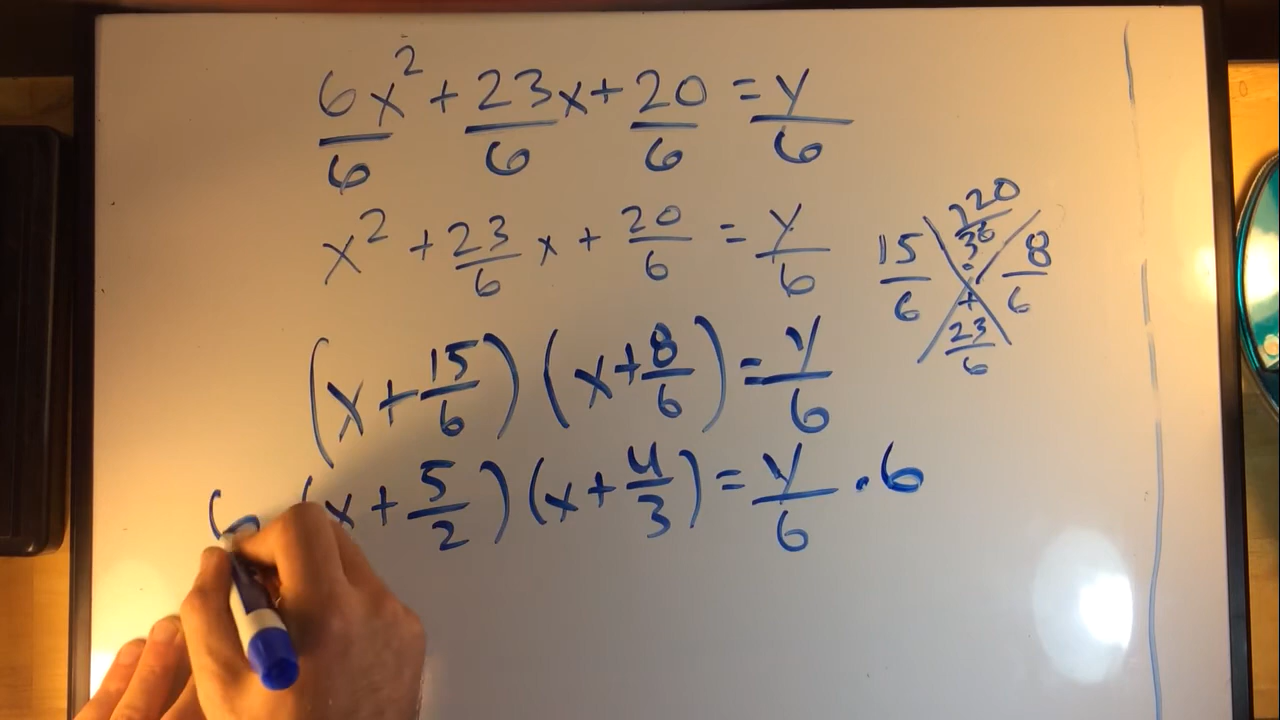 6x² + 23x + 20 = y
6 6 6 6
x² + 23/6 x + 20/6 = y/6
(x + 15/6) (x + 8/6) = y/6
6 (x + 5/2) (x + 4/3) = y/6 · 6
120/36
15/6 · 8/6
+
23/6